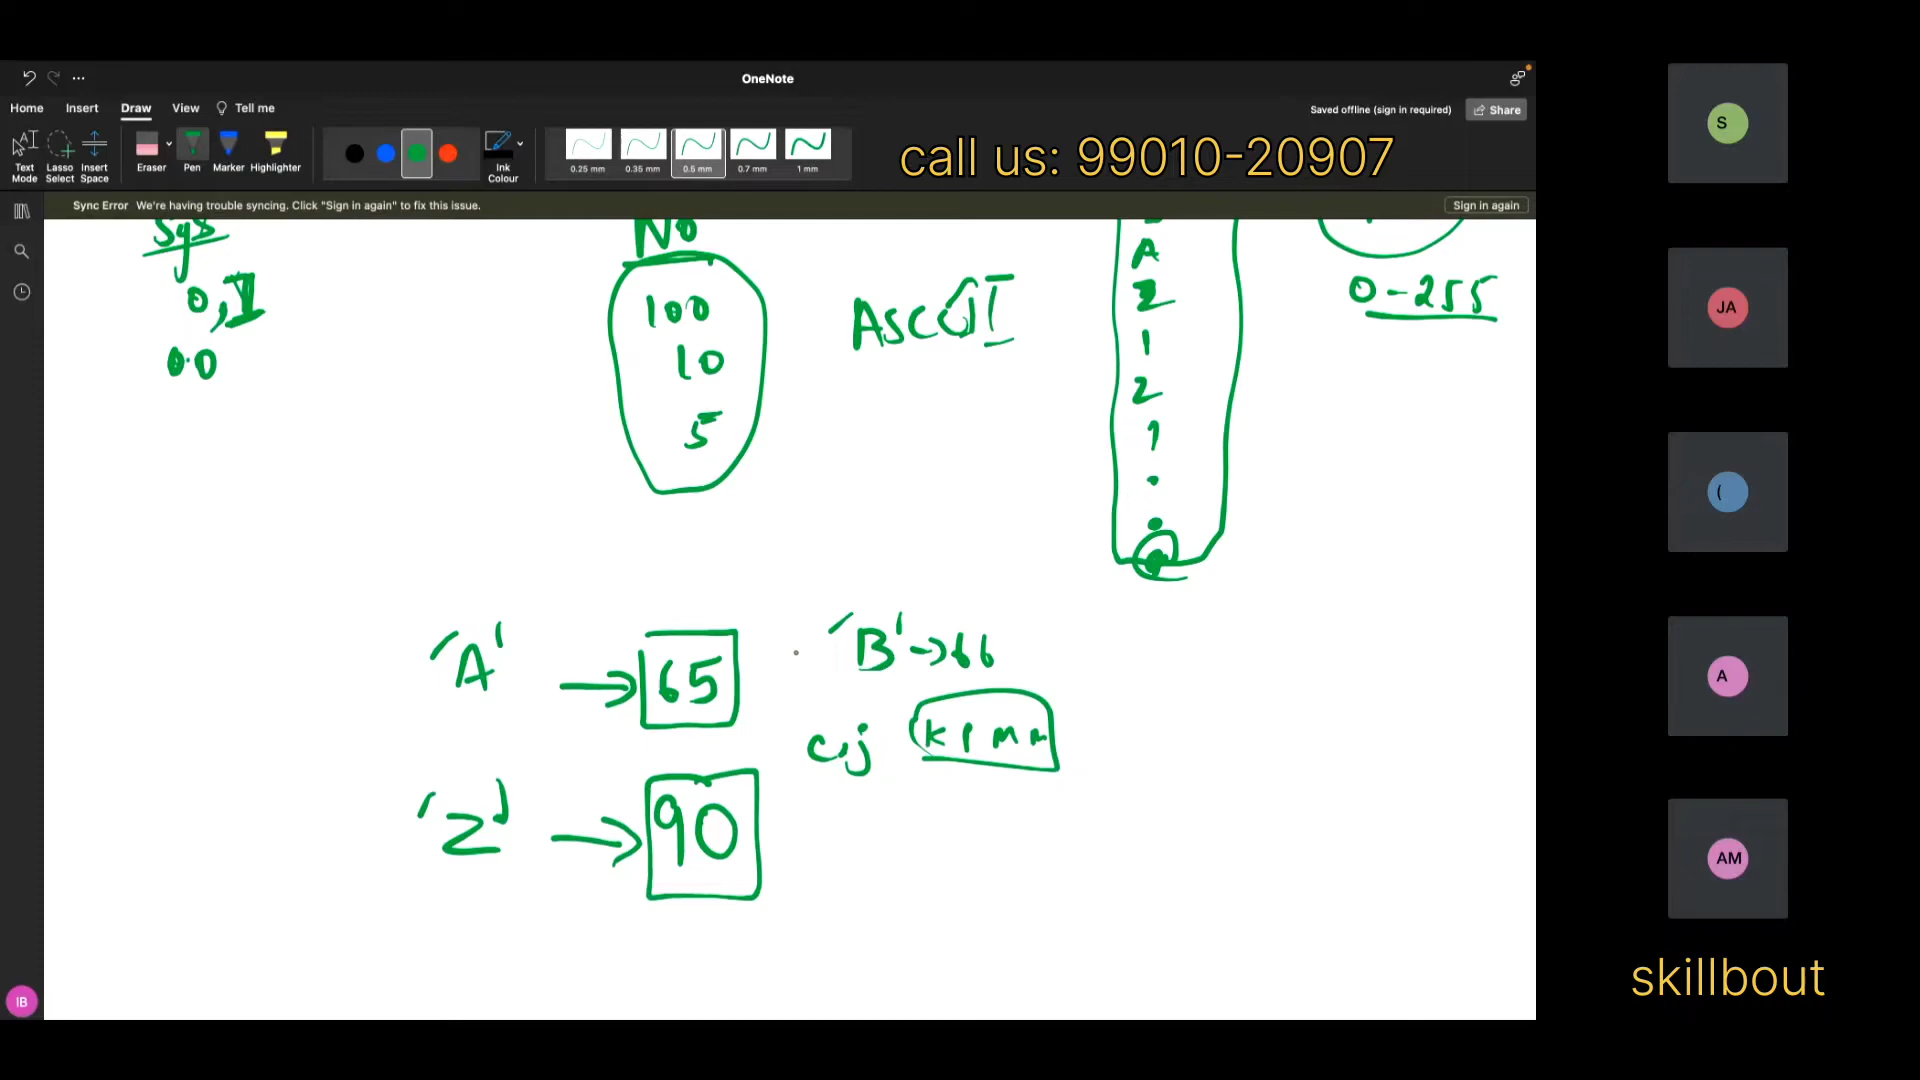 OneNote
Home Insert Draw View Tell me
Saved offline (sign in required) Share
Text Mode
Lasso Select
Insert Space
Eraser
Pen
Marker
Highlighter
Ink Colour
0.25 mm 0.35 mm 0.5 mm 0.7 mm 1 mm
call us: 99010-20907
Sync Error We're having trouble syncing. Click "Sign in again" to fix this issue.
Sign in again
Sys
No
0,
0.0
100
10
5
ASCII
A
Z
1
2
?
.
.
0-255
'A' → 65
'B' → 66
'Z' → 90
S
JA
(
A
AM
IB
skillbout